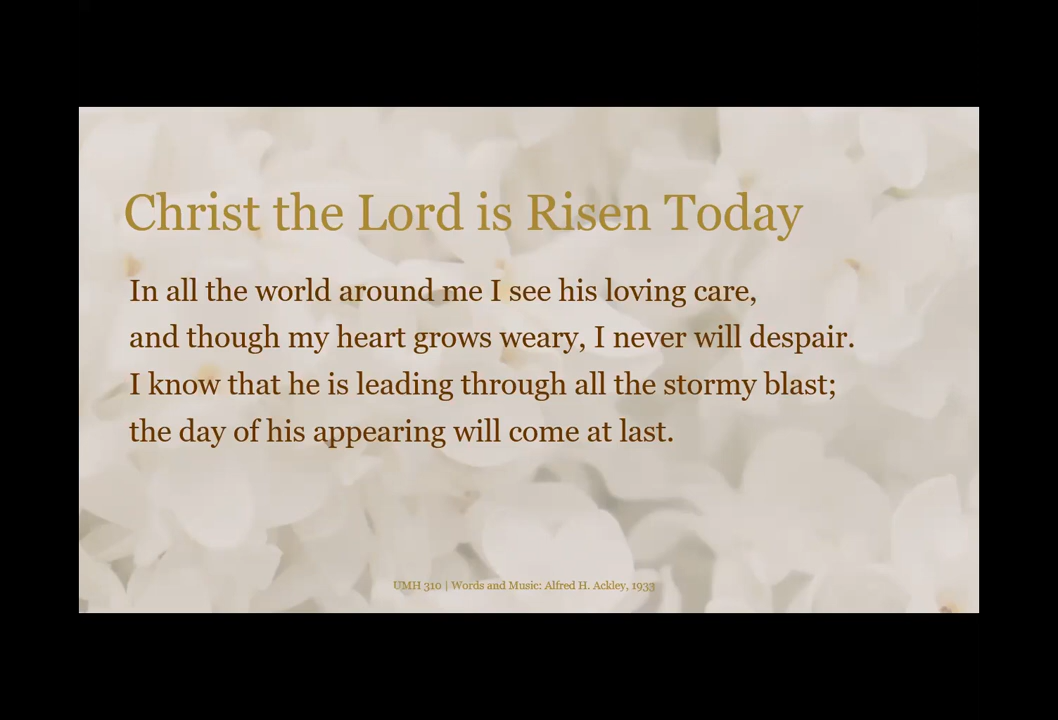 Christ the Lord is Risen Today
In all the world around me I see his loving care,
and though my heart grows weary, I never will despair.
I know that he is leading through all the stormy blast;
the day of his appearing will come at last.
UMH 310 | Words and Music: Alfred H. Ackley, 1933